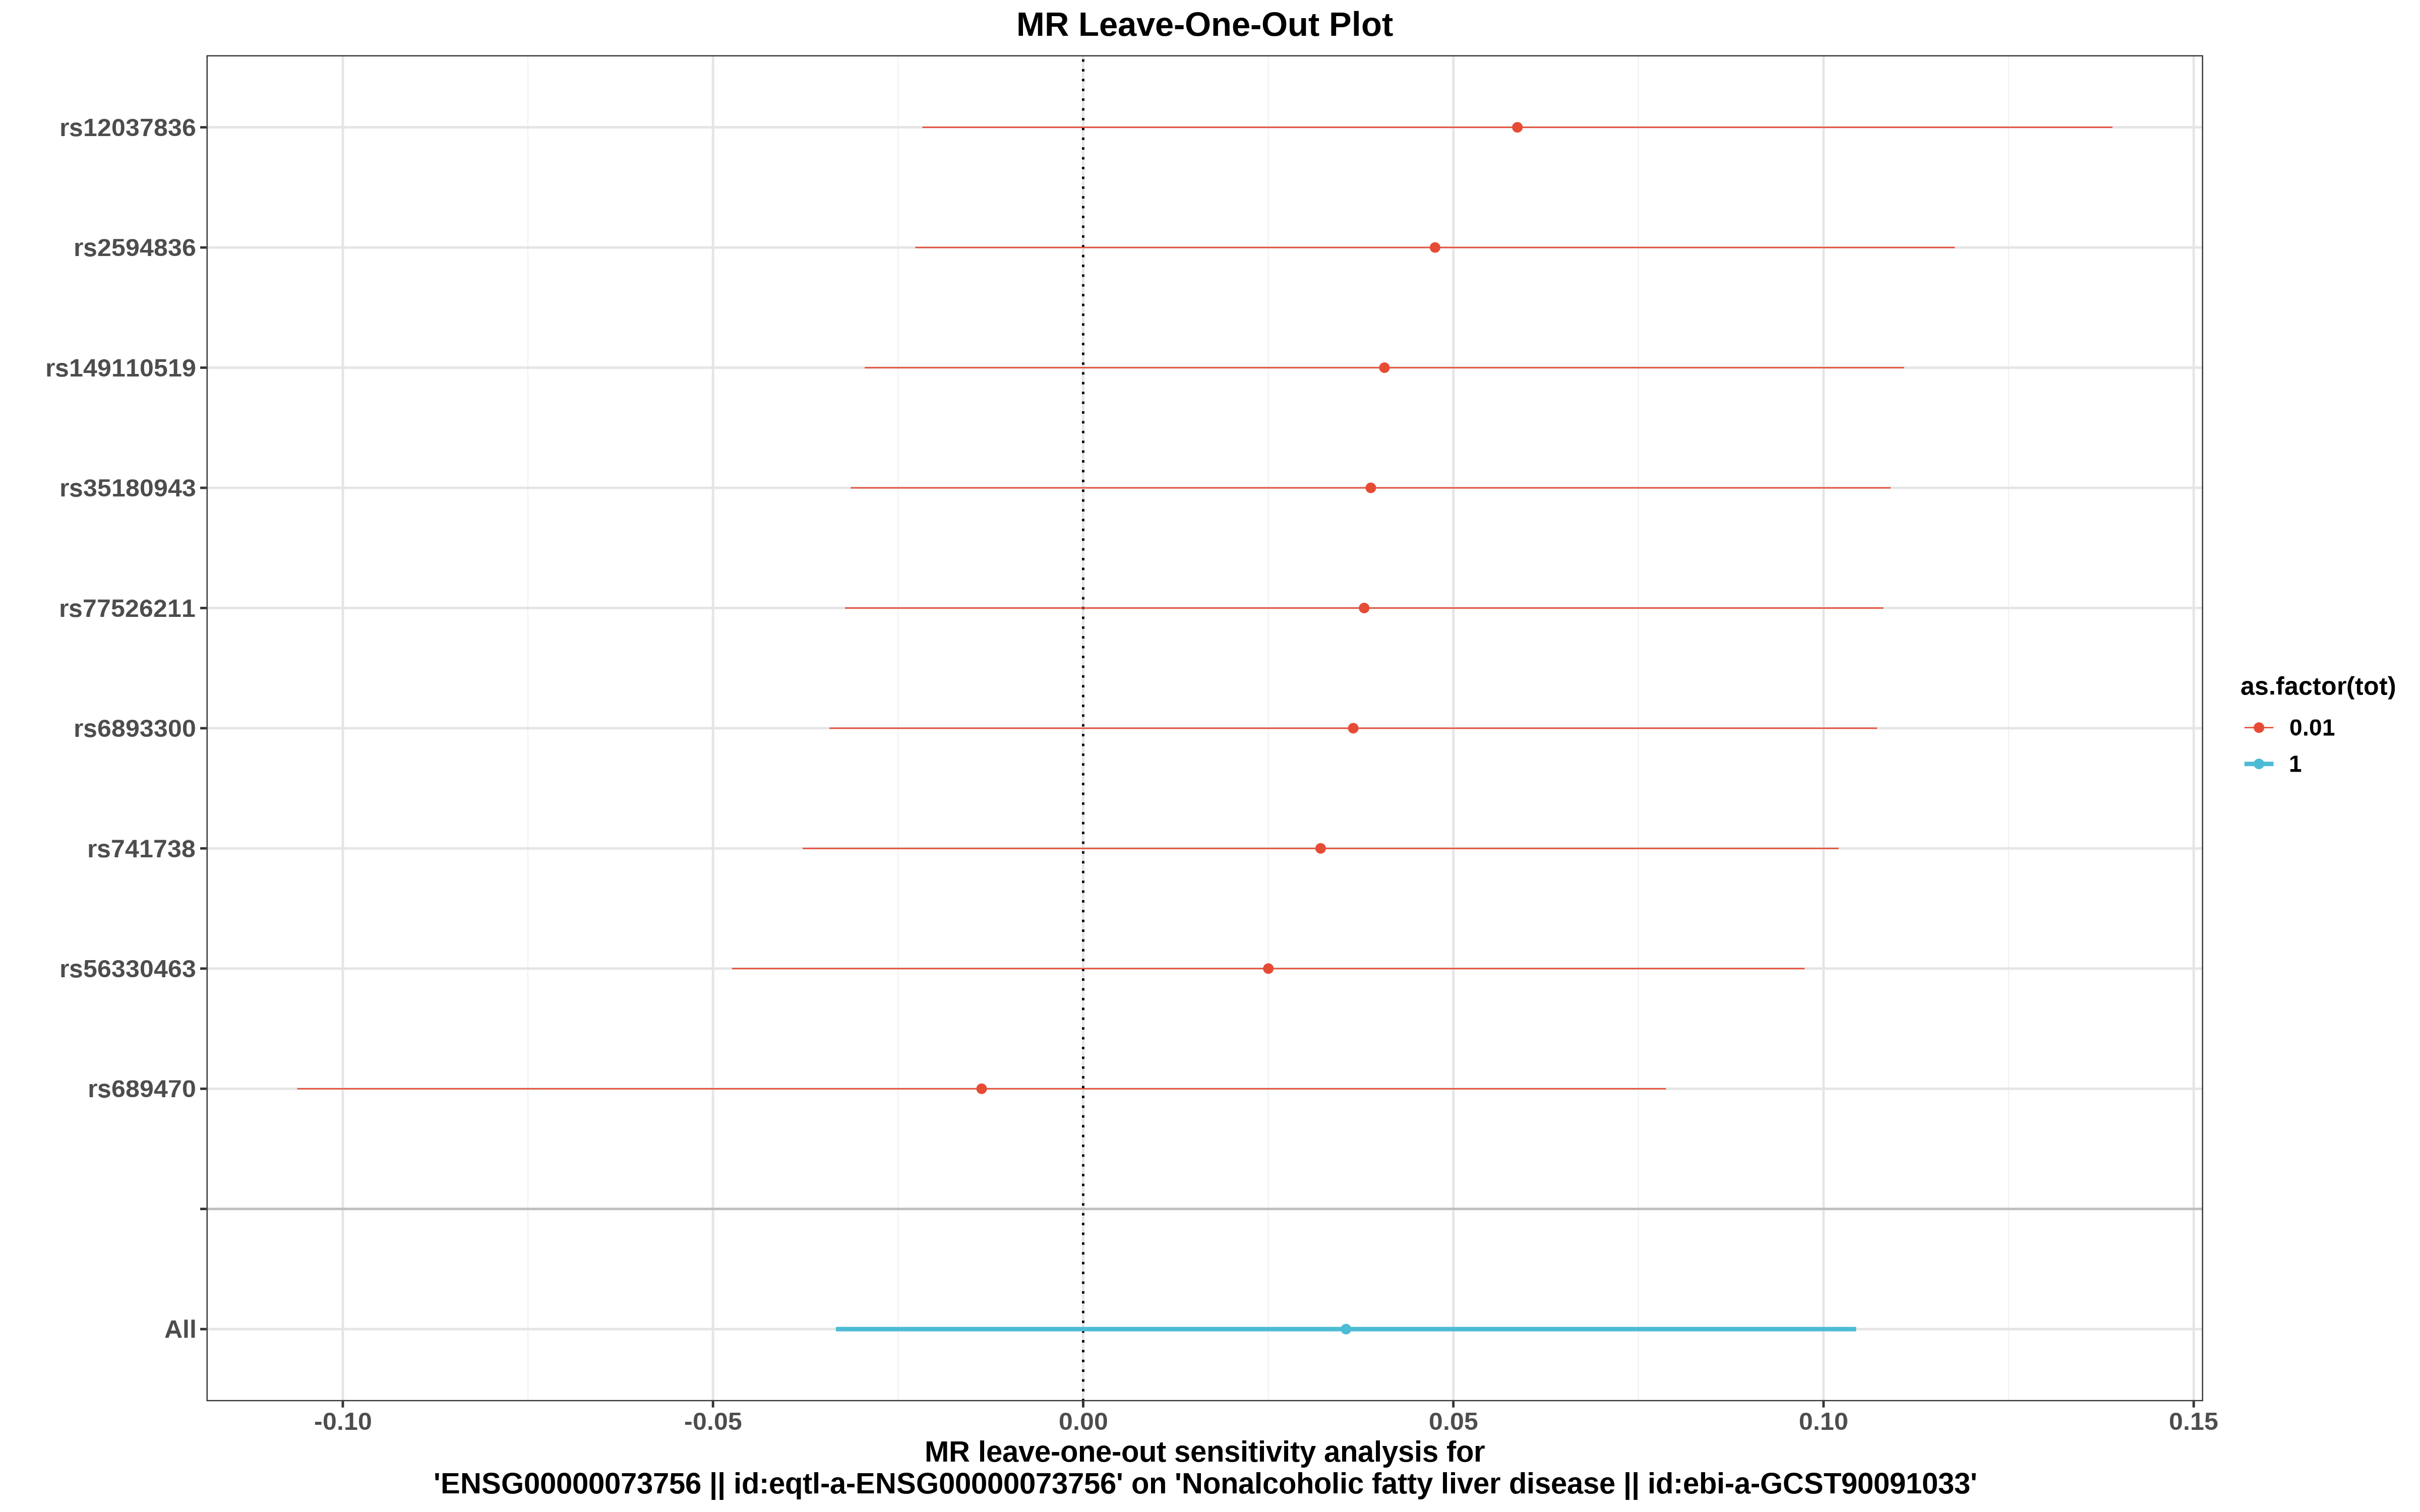 MR Leave-One-Out Plot
rs12037836
rs2594836
rs149110519
rs35180943
rs77526211
rs6893300
rs741738
rs56330463
rs689470
All
as.factor(tot)
0.01
1
-0.10 -0.05 0.00 0.05 0.10 0.15
MR leave-one-out sensitivity analysis for
'ENSG00000073756 || id:eqtl-a-ENSG00000073756' on 'Nonalcoholic fatty liver disease || id:ebi-a-GCST90091033'